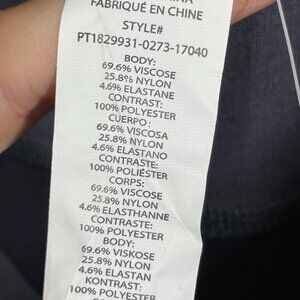 FABRIQUÉ EN CHINE
STYLE#
PT1829931-0273-17040
BODY:
69.6% VISCOSE
25.8% NYLON
4.6% ELASTANE
CONTRAST:
100% POLYESTER
CUERPO:
69.6% VISCOSA
25.8% NYLON
4.6% ELASTANO
CONTRASTE:
100% POLIÉSTER
CORPS:
69.6% VISCOSE
25.8% NYLON
4.6% ELASTHANNE
CONTRASTE:
100% POLYESTER
BODY:
69.6% VISKOSE
25.8% NYLON
4.6% ELASTAN
KONTRAST:
100% POLYESTER